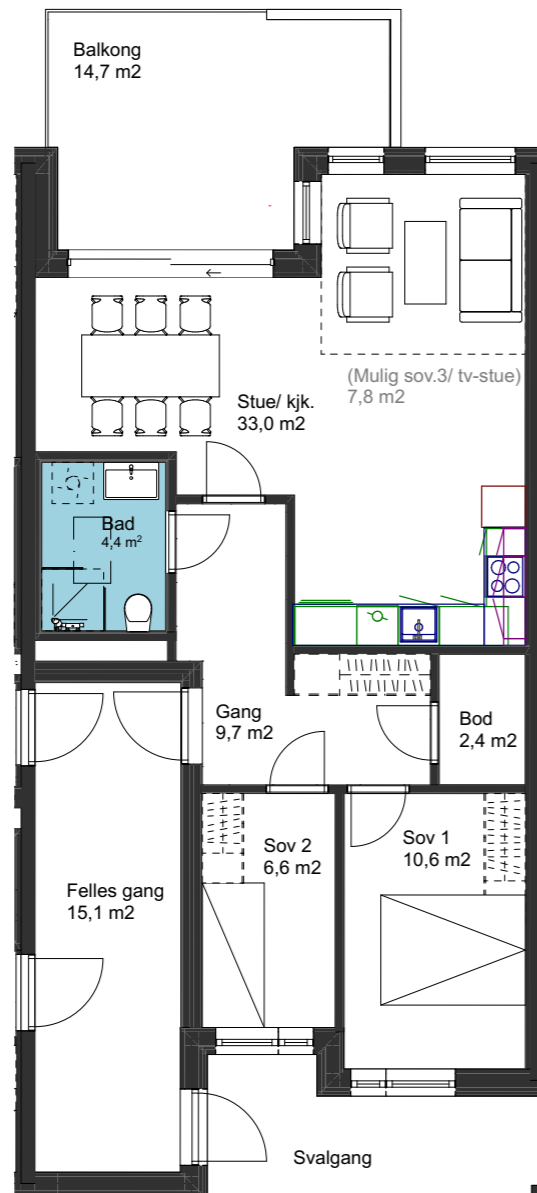 Balkong
14,7 m2
(Mulig sov.3/ tv-stue)
7,8 m2
Stue/ kjk.
33,0 m2
Bad
4,4 m²
Gang
9,7 m2
Bod
2,4 m2
Sov 2
6,6 m2
Sov 1
10,6 m2
Felles gang
15,1 m2
Svalgang